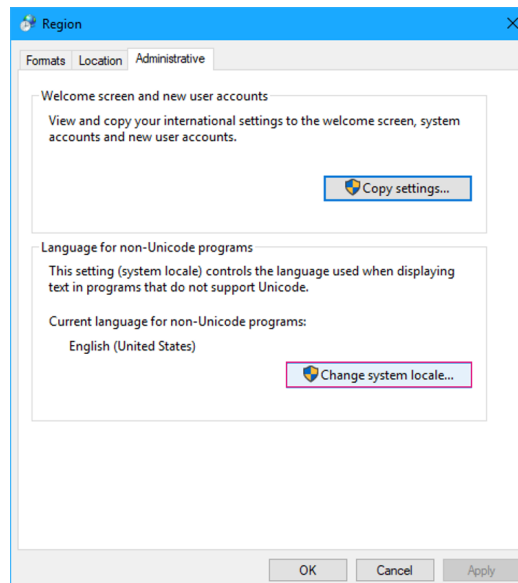 Region
Formats Location Administrative
Welcome screen and new user accounts
View and copy your international settings to the welcome screen, system
accounts and new user accounts.
Copy settings...
Language for non-Unicode programs
This setting (system locale) controls the language used when displaying
text in programs that do not support Unicode.
Current language for non-Unicode programs:
English (United States)
Change system locale...
OK Cancel Apply